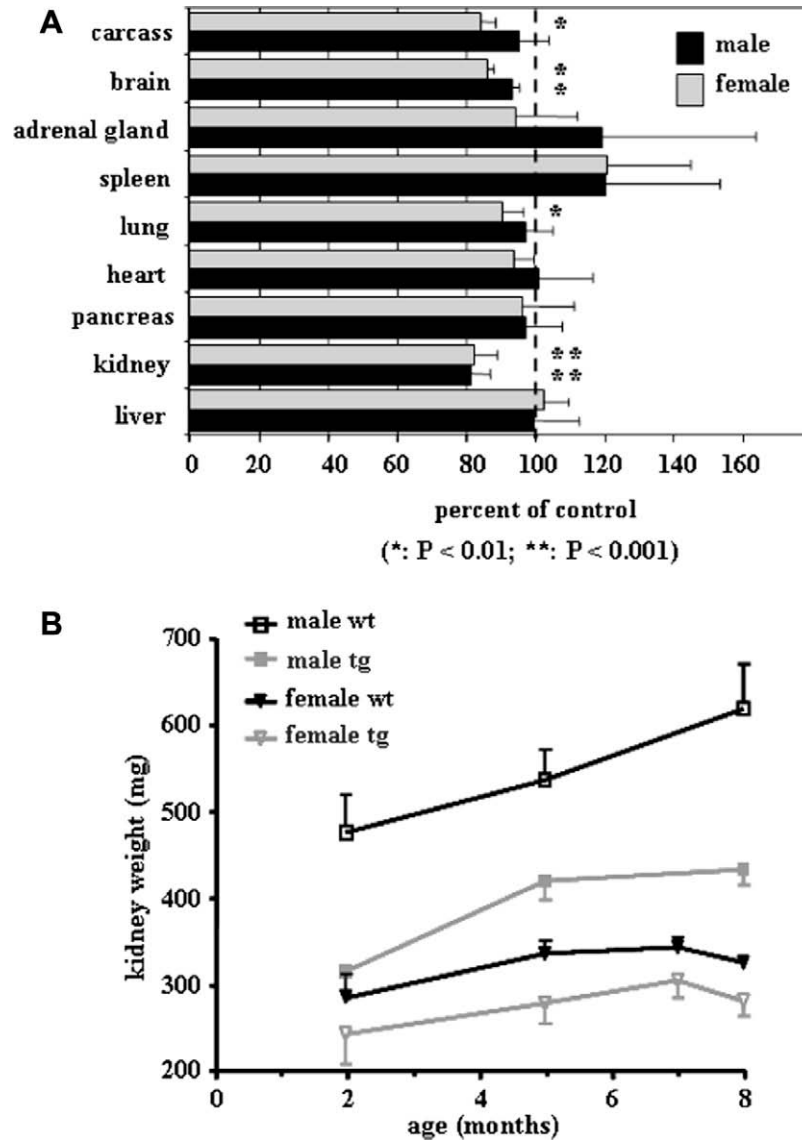 A
carcass
brain
adrenal gland
spleen
lung
heart
pancreas
kidney
liver
*
*
*
*
**
**
male
female
0 20 40 60 80 100 120 140 160
percent of control
(*: P < 0.01; **: P < 0.001)
B
male wt
male tg
female wt
female tg
kidney weight (mg)
700
600
500
400
300
200
0 2 4 6 8
age (months)